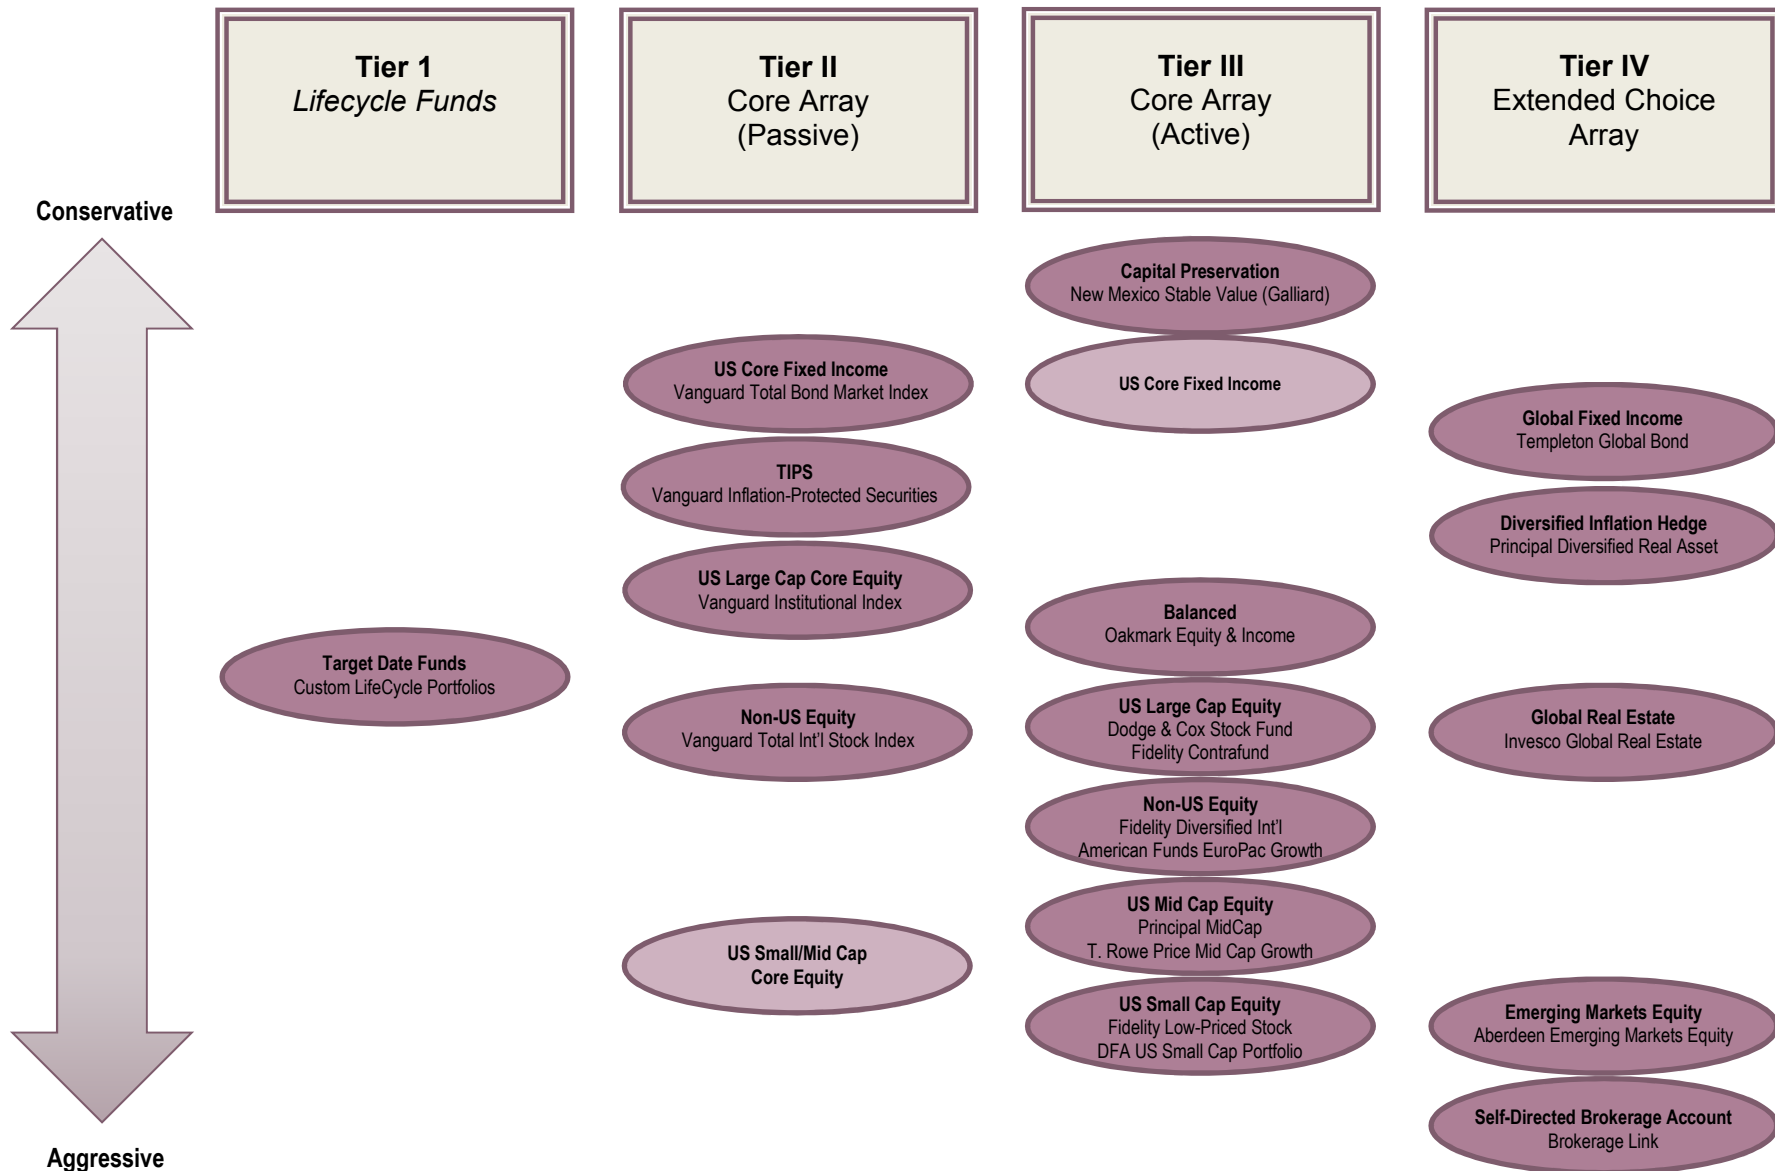 Tier 1
Lifecycle Funds
Tier II
Core Array
(Passive)
Tier III
Core Array
(Active)
Tier IV
Extended Choice
Array
Conservative
Aggressive
Target Date Funds
Custom LifeCycle Portfolios
US Core Fixed Income
Vanguard Total Bond Market Index
TIPS
Vanguard Inflation-Protected Securities
US Large Cap Core Equity
Vanguard Institutional Index
Non-US Equity
Vanguard Total Int'l Stock Index
US Small/Mid Cap
Core Equity
Capital Preservation
New Mexico Stable Value (Galliard)
US Core Fixed Income
Balanced
Oakmark Equity & Income
US Large Cap Equity
Dodge & Cox Stock Fund
Fidelity Contrafund
Non-US Equity
Fidelity Diversified Int'l
American Funds EuroPac Growth
US Mid Cap Equity
Principal MidCap
T. Rowe Price Mid Cap Growth
US Small Cap Equity
Fidelity Low-Priced Stock
DFA US Small Cap Portfolio
Global Fixed Income
Templeton Global Bond
Diversified Inflation Hedge
Principal Diversified Real Asset
Global Real Estate
Invesco Global Real Estate
Emerging Markets Equity
Aberdeen Emerging Markets Equity
Self-Directed Brokerage Account
Brokerage Link